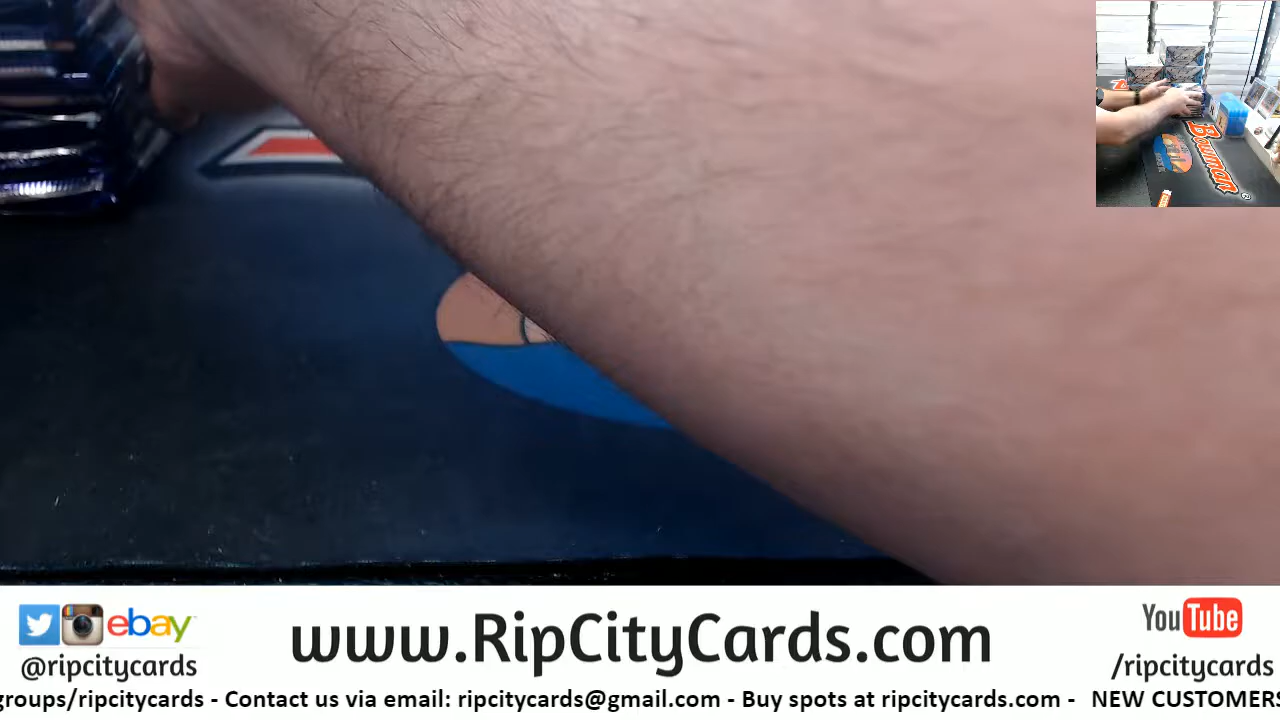 Bowman
ebay
@ripcitycards
www.RipCityCards.com
YouTube
/ripcitycards
groups/ripcitycards - Contact us via email: ripcitycards@gmail.com - Buy spots at ripcitycards.com - NEW CUSTOMERS